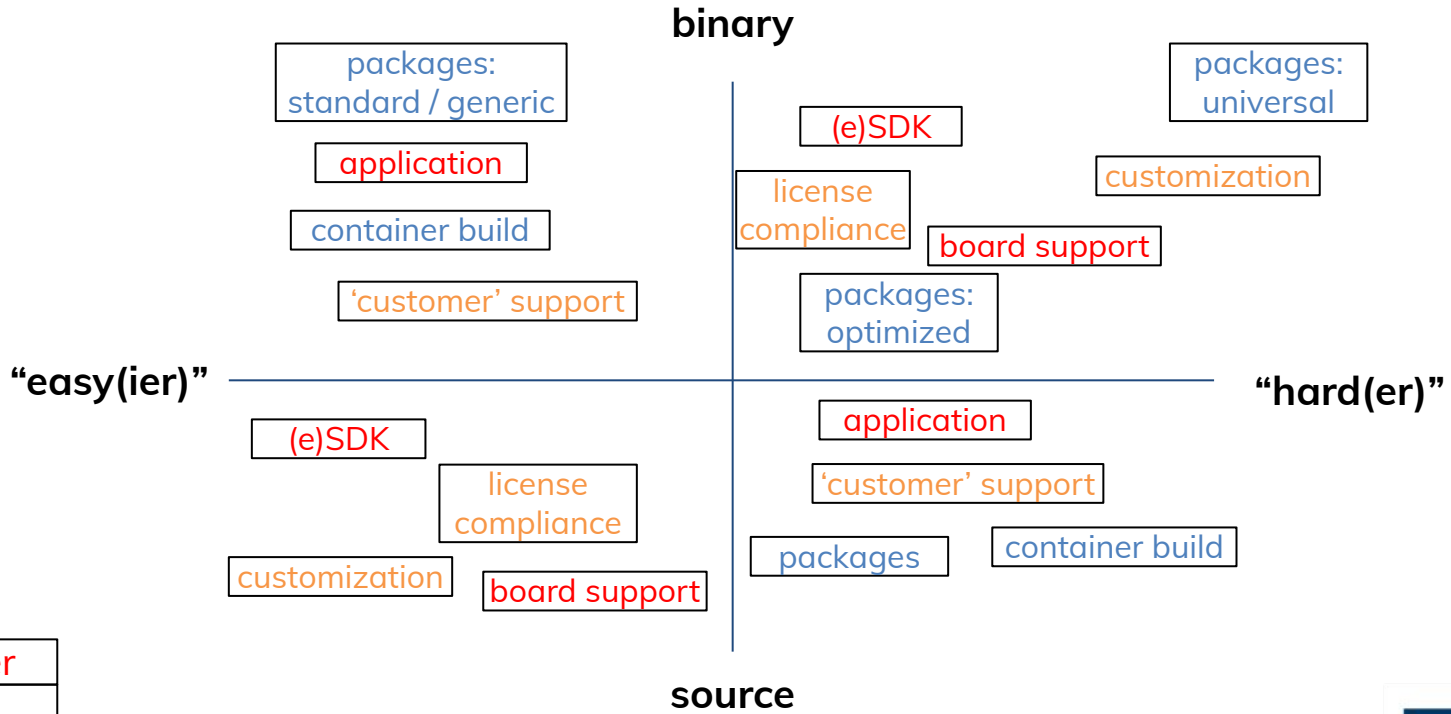 binary
packages:
standard / generic
application
container build
‘customer’ support
(e)SDK
license
compliance
board support
packages:
optimized
packages:
universal
customization
“easy(ier)”
“hard(er)”
(e)SDK
license
compliance
customization
board support
application
‘customer’ support
packages
container build
source